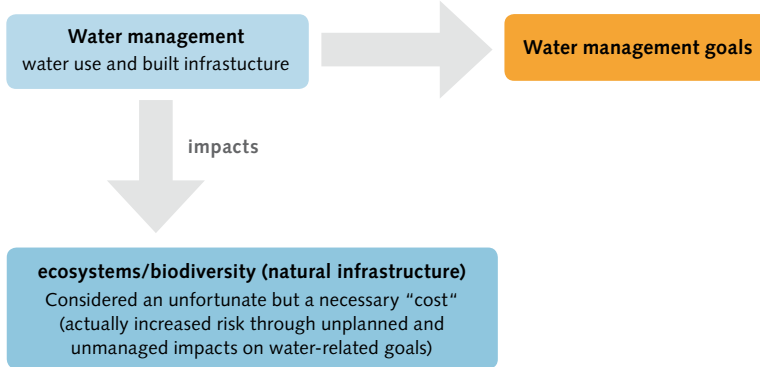 Water management
water use and built infrastucture
Water management goals
impacts
ecosystems/biodiversity (natural infrastructure)
Considered an unfortunate but a necessary “cost“
(actually increased risk through unplanned and
unmanaged impacts on water-related goals)